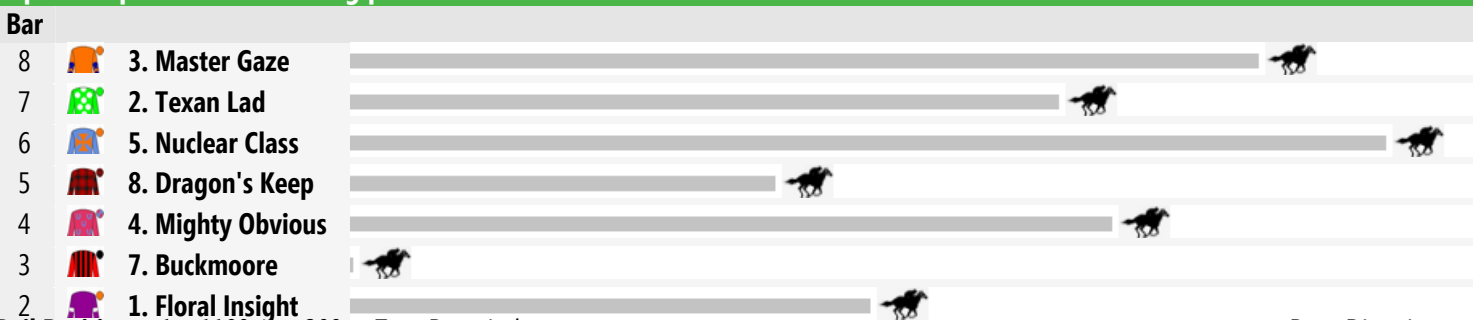 Bar
8 3. Master Gaze
7 2. Texan Lad
6 5. Nuclear Class
5 8. Dragon's Keep
4 4. Mighty Obvious
3 7. Buckmoore
2 1. Floral Insight